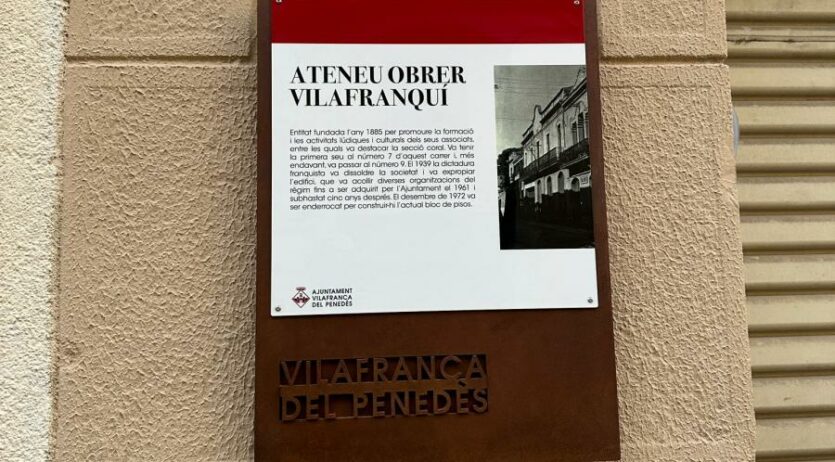 ATENEU OBRER
VILAFRANQUÍ
Entitat fundada l'any 1885 per promoure la formació
i les activitats lúdiques i culturals dels seus associats,
entre les quals va destacar la secció coral. Va tenir
la primera seu al número 7 d'aquest carrer i, més
endavant, va passar al número 9. El 1939 la dictadura
franquista va dissoldre la societat i va expropiar
l'edifici, que va acollir diverses organitzacions del
règim fins a ser adquirit per l'Ajuntament el 1961 i
subhastat cinc anys després. El desembre de 1972 va
ser enderrocat per construir-hi l'actual bloc de pisos.
AJUNTAMENT
VILAFRANCA
DEL PENEDÈS
VILAFRANCA
DEL PENEDÈS